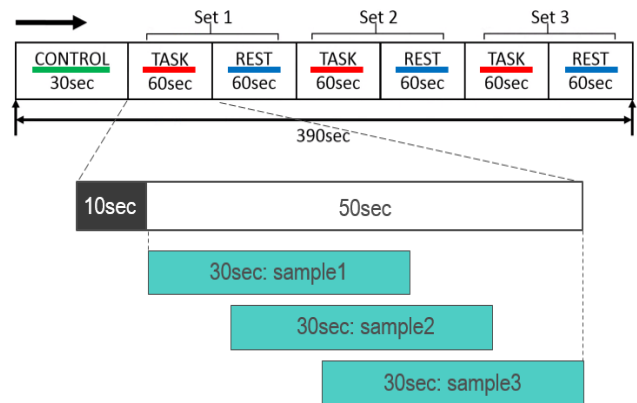 Set 1 Set 2 Set 3
CONTROL TASK REST TASK REST TASK REST
30sec 60sec 60sec 60sec 60sec 60sec 60sec
390sec
10sec 50sec
30sec: sample1
30sec: sample2
30sec: sample3